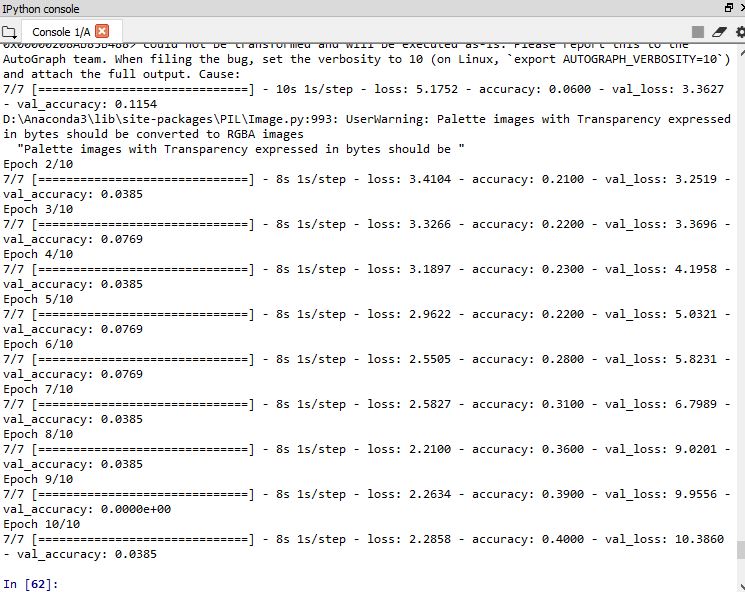 IPython console
Console 1/A
could not be transformed and will be executed as-is. Please report this to the
AutoGraph team. When filing the bug, set the verbosity to 10 (on Linux, `export AUTOGRAPH_VERBOSITY=10`)
and attach the full output. Cause:
7/7 [==============================] - 10s 1s/step - loss: 5.1752 - accuracy: 0.0600 - val_loss: 3.3627
- val_accuracy: 0.1154
D:\Anaconda3\lib\site-packages\PIL\Image.py:993: UserWarning: Palette images with Transparency expressed
in bytes should be converted to RGBA images
"Palette images with Transparency expressed in bytes should be "
Epoch 2/10
7/7 [==============================] - 8s 1s/step - loss: 3.4104 - accuracy: 0.2100 - val_loss: 3.2519 -
val_accuracy: 0.0385
Epoch 3/10
7/7 [==============================] - 8s 1s/step - loss: 3.3266 - accuracy: 0.2200 - val_loss: 3.3696 -
val_accuracy: 0.0769
Epoch 4/10
7/7 [==============================] - 8s 1s/step - loss: 3.1897 - accuracy: 0.2300 - val_loss: 4.1958 -
val_accuracy: 0.0385
Epoch 5/10
7/7 [==============================] - 8s 1s/step - loss: 2.9622 - accuracy: 0.2200 - val_loss: 5.0321 -
val_accuracy: 0.0769
Epoch 6/10
7/7 [==============================] - 8s 1s/step - loss: 2.5505 - accuracy: 0.2800 - val_loss: 5.8231 -
val_accuracy: 0.0769
Epoch 7/10
7/7 [==============================] - 8s 1s/step - loss: 2.5827 - accuracy: 0.3100 - val_loss: 6.7989 -
val_accuracy: 0.0385
Epoch 8/10
7/7 [==============================] - 8s 1s/step - loss: 2.2100 - accuracy: 0.3600 - val_loss: 9.0201 -
val_accuracy: 0.0385
Epoch 9/10
7/7 [==============================] - 8s 1s/step - loss: 2.2634 - accuracy: 0.3900 - val_loss: 9.9556 -
val_accuracy: 0.0000e+00
Epoch 10/10
7/7 [==============================] - 8s 1s/step - loss: 2.2858 - accuracy: 0.4000 - val_loss: 10.3860
- val_accuracy: 0.0385
In [62]: